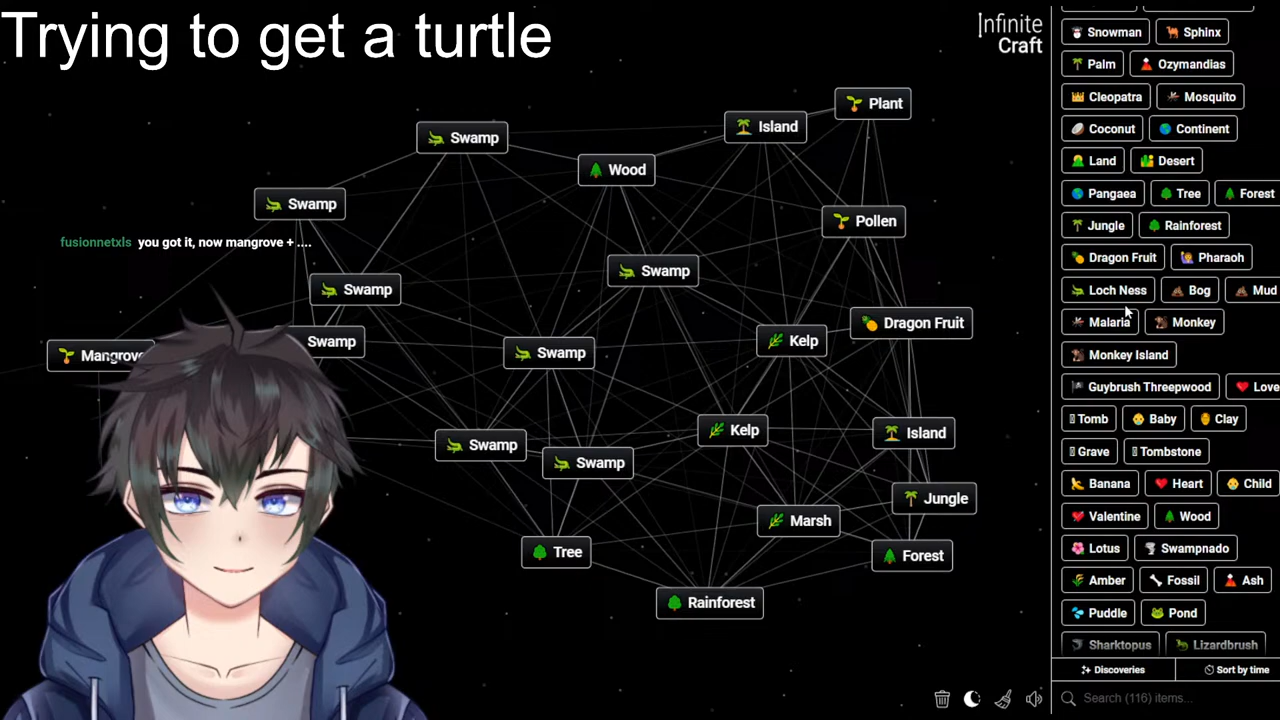 Trying to get a turtle
Infinite
Craft
Plant
Island
Swamp
Wood
Swamp
Pollen
fusionnetxls you got it, now mangrove + ....
Swamp
Swamp
Dragon Fruit
Swamp
Kelp
Mangrove
Swamp
Kelp
Island
Swamp
Swamp
Jungle
Marsh
Tree
Forest
Rainforest
Snowman Sphinx
Palm Ozymandias
Cleopatra Mosquito
Coconut Continent
Land Desert
Pangaea Tree Forest
Jungle Rainforest
Dragon Fruit Pharaoh
Loch Ness Bog Mud
Malaria Monkey
Monkey Island
Guybrush Threepwood Love
Tomb Baby Clay
Grave Tombstone
Banana Heart Child
Valentine Wood
Lotus Swampnado
Amber Fossil Ash
Puddle Pond
Sharktopus Lizardbrush
Discoveries Sort by time
Search (116) items...